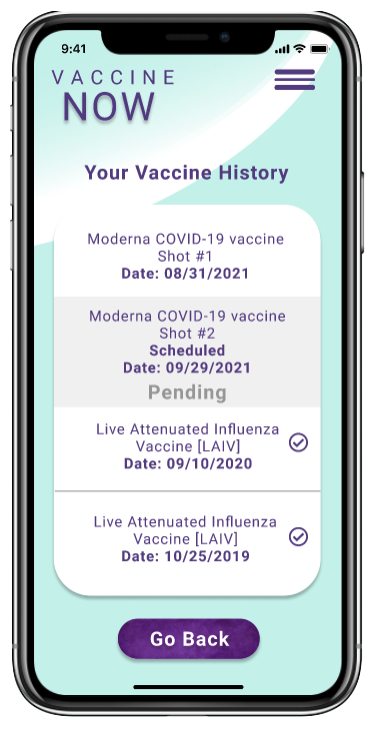 9:41
VACCINE
NOW
Your Vaccine History
Moderna COVID-19 vaccine
Shot #1
Date: 08/31/2021
Moderna COVID-19 vaccine
Shot #2
Scheduled
Date: 09/29/2021
Pending
Live Attenuated Influenza
Vaccine [LAIV]
Date: 09/10/2020
Live Attenuated Influenza
Vaccine [LAIV]
Date: 10/25/2019
Go Back